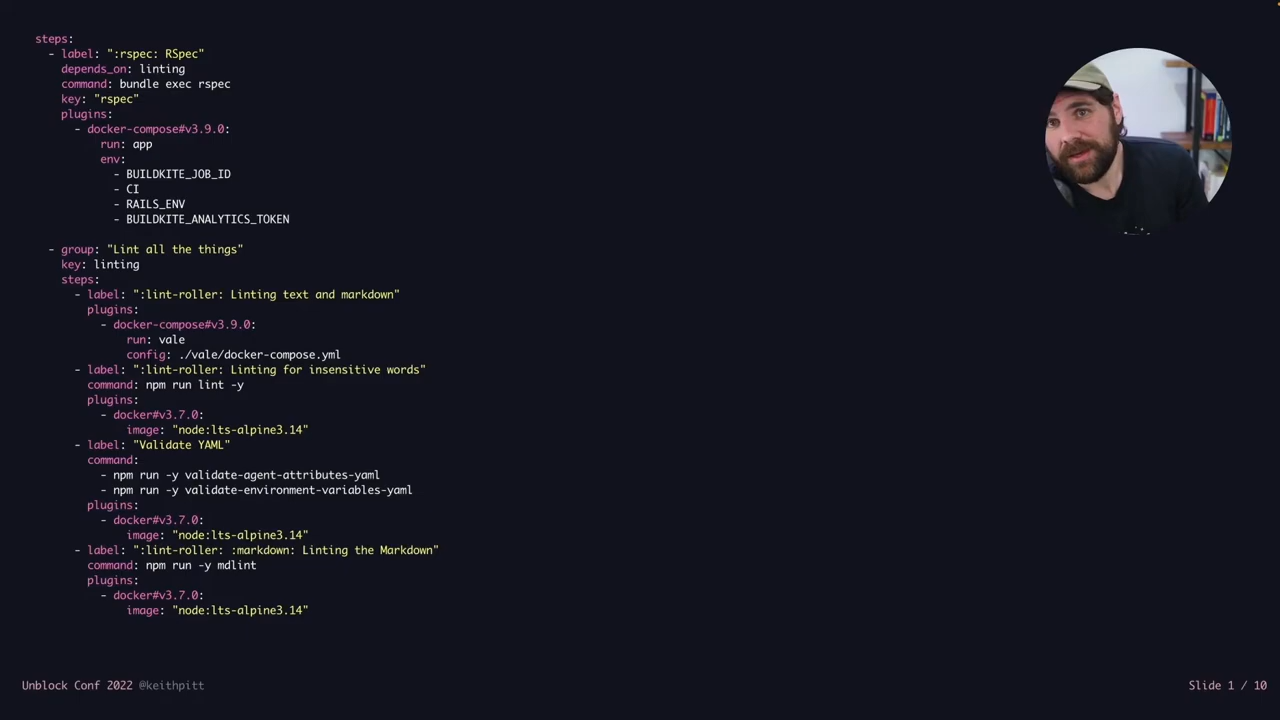 steps:
  - label: ":rspec: RSpec"
    depends_on: linting
    command: bundle exec rspec
    key: "rspec"
    plugins:
      - docker-compose#v3.9.0:
          run: app
          env:
            - BUILDKITE_JOB_ID
            - CI
            - RAILS_ENV
            - BUILDKITE_ANALYTICS_TOKEN
  - group: "Lint all the things"
    key: linting
    steps:
      - label: ":lint-roller: Linting text and markdown"
        plugins:
          - docker-compose#v3.9.0:
              run: vale
              config: ./vale/docker-compose.yml
      - label: ":lint-roller: Linting for insensitive words"
        command: npm run lint -y
        plugins:
          - docker#v3.7.0:
              image: "node:lts-alpine3.14"
      - label: "Validate YAML"
        command:
          - npm run -y validate-agent-attributes-yaml
          - npm run -y validate-environment-variables-yaml
        plugins:
          - docker#v3.7.0:
              image: "node:lts-alpine3.14"
      - label: ":lint-roller: :markdown: Linting the Markdown"
        command: npm run -y mdlint
        plugins:
          - docker#v3.7.0:
              image: "node:lts-alpine3.14"
Unblock Conf 2022 @keithpitt
Slide 1 / 10